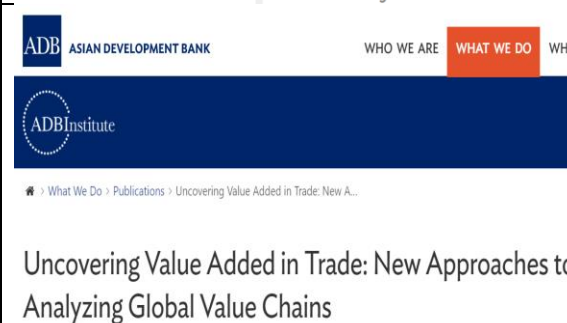 ADB ASIAN DEVELOPMENT BANK WHO WE ARE WHAT WE DO WH
ADBInstitute
> What We Do > Publications > Uncovering Value Added in Trade: New A...
Uncovering Value Added in Trade: New Approaches to
Analyzing Global Value Chains